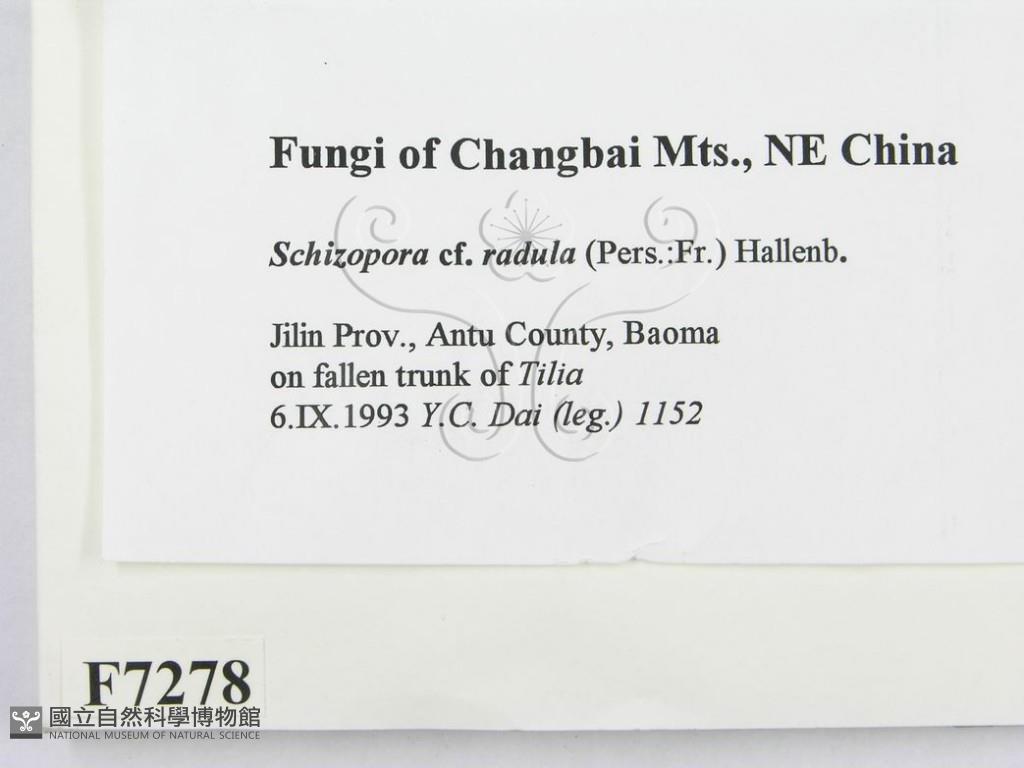 Fungi of Changbai Mts., NE China
Schizopora cf. radula (Pers.:Fr.) Hallenb.
Jilin Prov., Antu County, Baoma
on fallen trunk of Tilia
6.IX.1993 Y.C. Dai (leg.) 1152
F7278
國立自然科學博物館
NATIONAL MUSEUM OF NATURAL SCIENCE